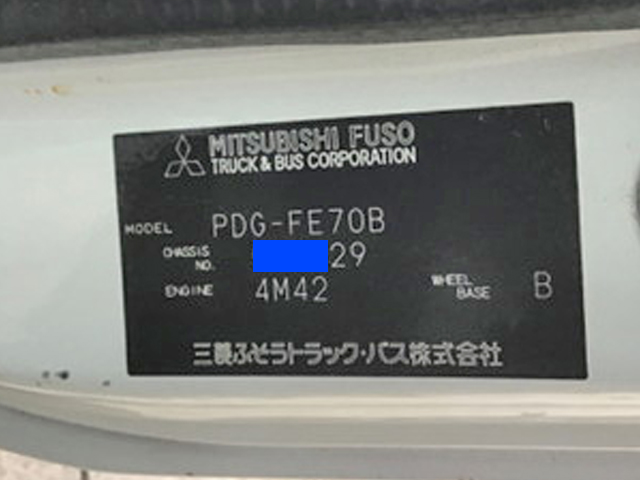 MITSUBISHI FUSO
TRUCK & BUS CORPORATION
MODEL PDG-FE70B
CHASSIS NO. 29
ENGINE 4M42 WHEEL BASE B
三菱ふそうトラック・バス株式会社